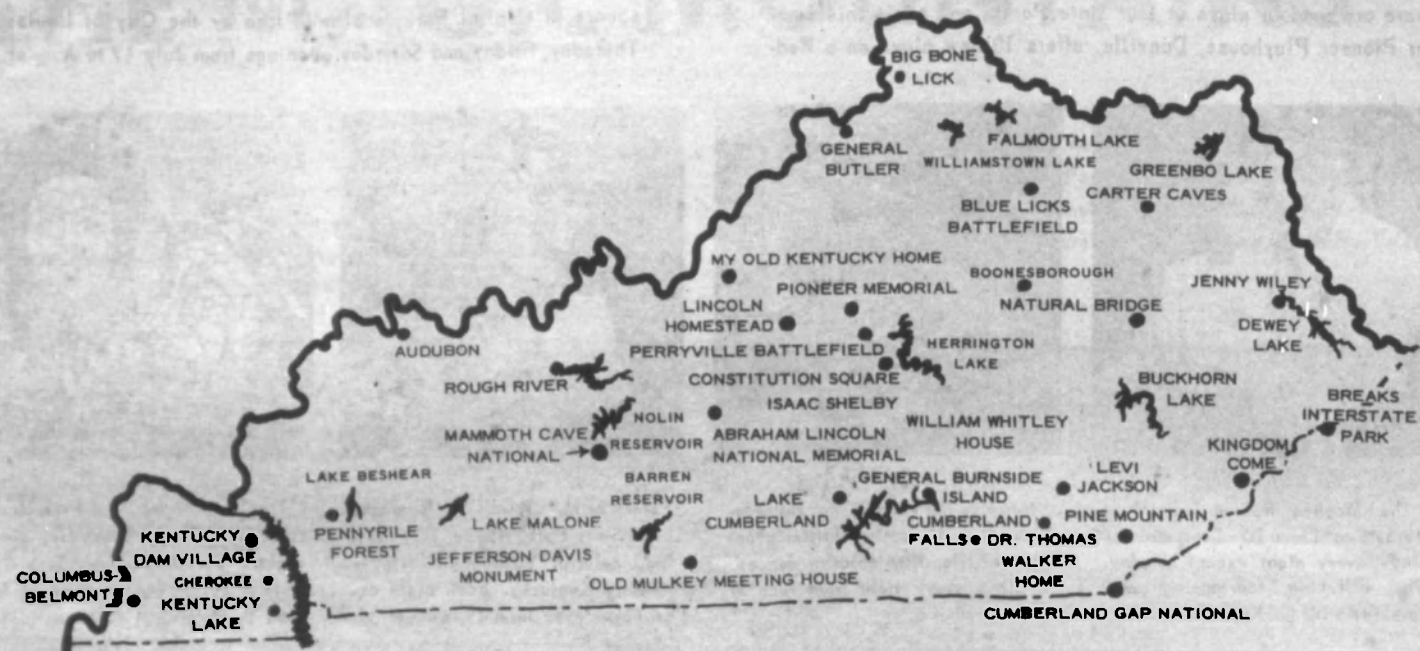 BIG BONE
LICK
GENERAL
BUTLER
FALMOUTH LAKE
WILLIAMSTOWN LAKE
GREENBO LAKE
CARTER CAVES
BLUE LICKS
BATTLEFIELD
MY OLD KENTUCKY HOME
BOONESBOROUGH
PIONEER MEMORIAL
JENNY WILEY
LINCOLN
HOMESTEAD
NATURAL BRIDGE
DEWEY
LAKE
AUDUBON
PERRYVILLE BATTLEFIELD
HERRINGTON
LAKE
ROUGH RIVER
CONSTITUTION SQUARE
BUCKHORN
LAKE
BREAKS
INTERSTATE
PARK
ISAAC SHELBY
NOLIN
RESERVOIR
WILLIAM WHITLEY
HOUSE
MAMMOTH CAVE
NATIONAL
ABRAHAM LINCOLN
NATIONAL MEMORIAL
KINGDOM
COME
LAKE BESHEAR
BARREN
RESERVOIR
GENERAL BURNSIDE
ISLAND
LEVI
JACKSON
LAKE
CUMBERLAND
PENNYRILE
FOREST
LAKE MALONE
CUMBERLAND
FALLS
PINE MOUNTAIN
KENTUCKY
DAM VILLAGE
JEFFERSON DAVIS
MONUMENT
DR. THOMAS
WALKER
HOME
COLUMBUS-
BELMONT
CHEROKEE
OLD MULKEY MEETING HOUSE
KENTUCKY
LAKE
CUMBERLAND GAP NATIONAL